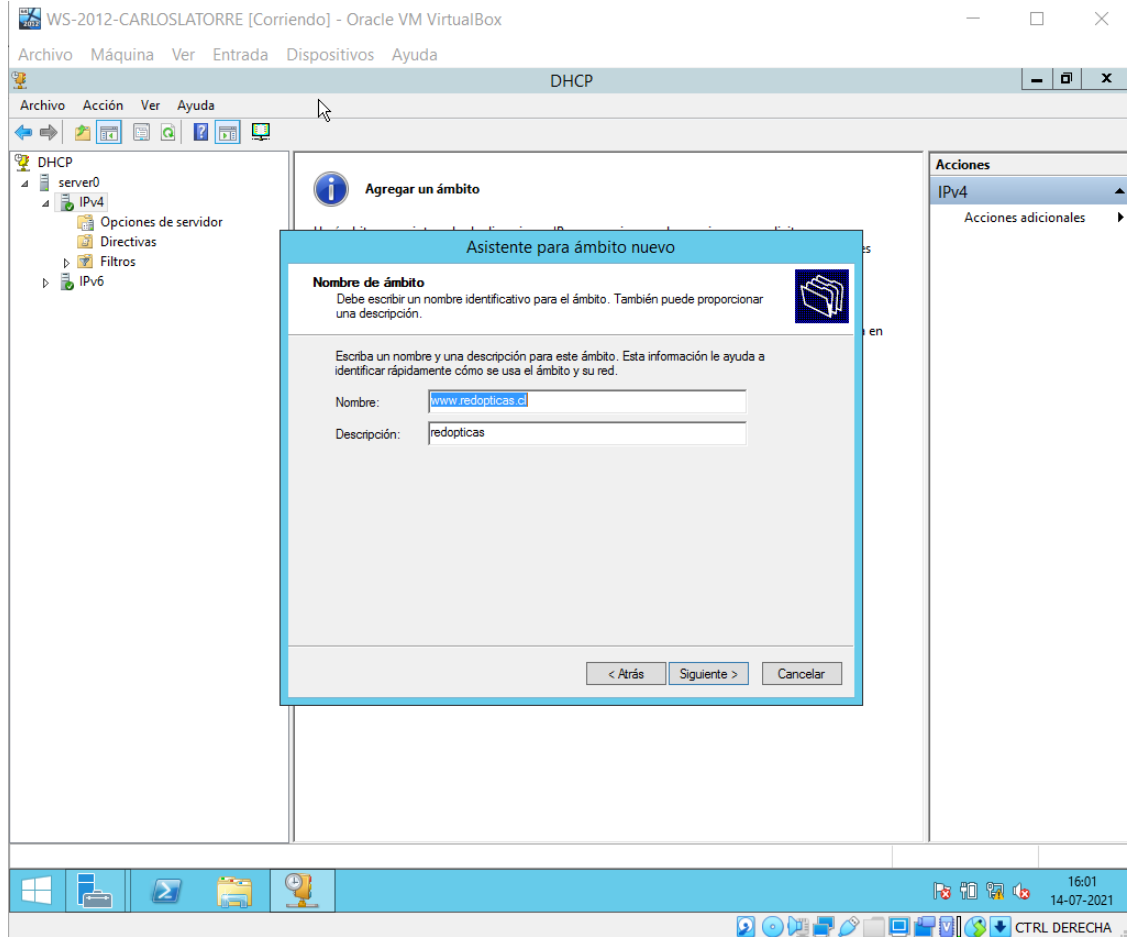 WS-2012-CARLOSLATORRE [Corriendo] - Oracle VM VirtualBox
Archivo Máquina Ver Entrada Dispositivos Ayuda
DHCP
Archivo Acción Ver Ayuda
DHCP
server0
IPv4
Opciones de servidor
Directivas
Filtros
IPv6
Agregar un ámbito
Asistente para ámbito nuevo
Nombre de ámbito
Debe escribir un nombre identificativo para el ámbito. También puede proporcionar
una descripción.
Escriba un nombre y una descripción para este ámbito. Esta información le ayuda a
identificar rápidamente cómo se usa el ámbito y su red.
Nombre: www.redopticas.cl
Descripción: redopticas
< Atrás Siguiente > Cancelar
es
en
Acciones
IPv4
Acciones adicionales
16:01
14-07-2021
CTRL DERECHA